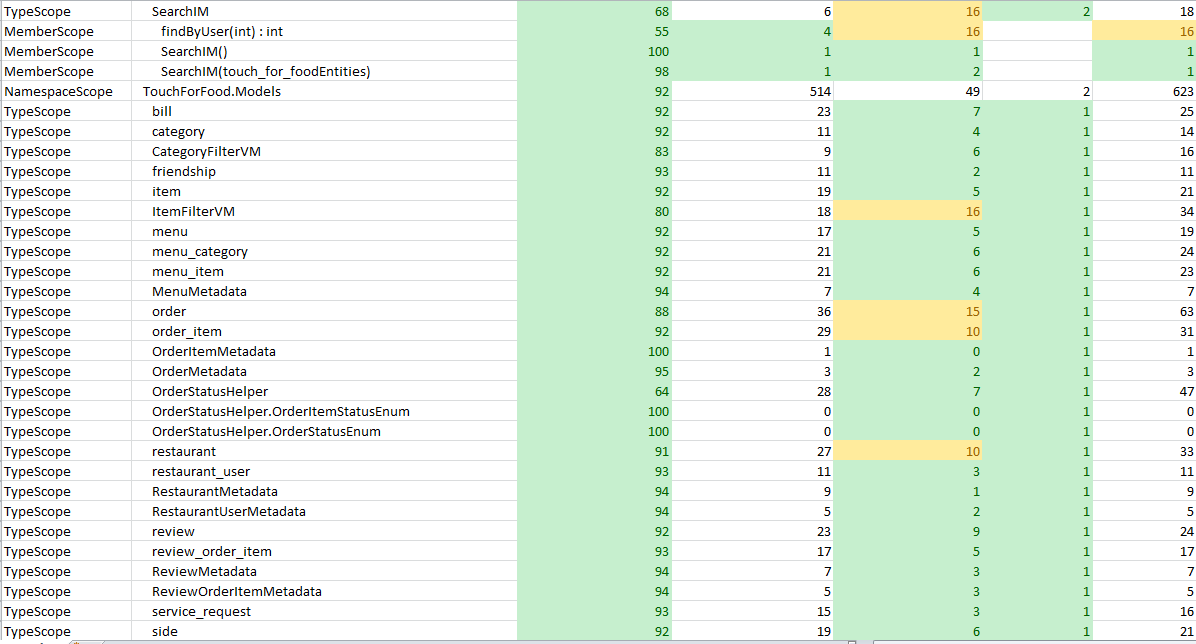 TypeScope SearchIM 68 6 16 2 18
MemberScope findByUser(int) : int 55 4 16 16
MemberScope SearchIM() 100 1 1 1
MemberScope SearchIM(touch_for_foodEntities) 98 1 2 1
NamespaceScope TouchForFood.Models 92 514 49 2 623
TypeScope bill 92 23 7 1 25
TypeScope category 92 11 4 1 14
TypeScope CategoryFilterVM 83 9 6 1 16
TypeScope friendship 93 11 2 1 11
TypeScope item 92 19 5 1 21
TypeScope ItemFilterVM 80 18 16 1 34
TypeScope menu 92 17 5 1 19
TypeScope menu_category 92 21 6 1 24
TypeScope menu_item 92 21 6 1 23
TypeScope MenuMetadata 94 7 4 1 7
TypeScope order 88 36 15 1 63
TypeScope order_item 92 29 10 1 31
TypeScope OrderItemMetadata 100 1 0 1 1
TypeScope OrderMetadata 95 3 2 1 3
TypeScope OrderStatusHelper 64 28 7 1 47
TypeScope OrderStatusHelper.OrderItemStatusEnum 100 0 0 1 0
TypeScope OrderStatusHelper.OrderStatusEnum 100 0 0 1 0
TypeScope restaurant 91 27 10 1 33
TypeScope restaurant_user 93 11 3 1 11
TypeScope RestaurantMetadata 94 9 1 1 9
TypeScope RestaurantUserMetadata 94 5 2 1 5
TypeScope review 92 23 9 1 24
TypeScope review_order_item 93 17 5 1 17
TypeScope ReviewMetadata 94 7 3 1 7
TypeScope ReviewOrderItemMetadata 94 5 3 1 5
TypeScope service_request 93 15 3 1 16
TypeScope side 92 19 6 1 21